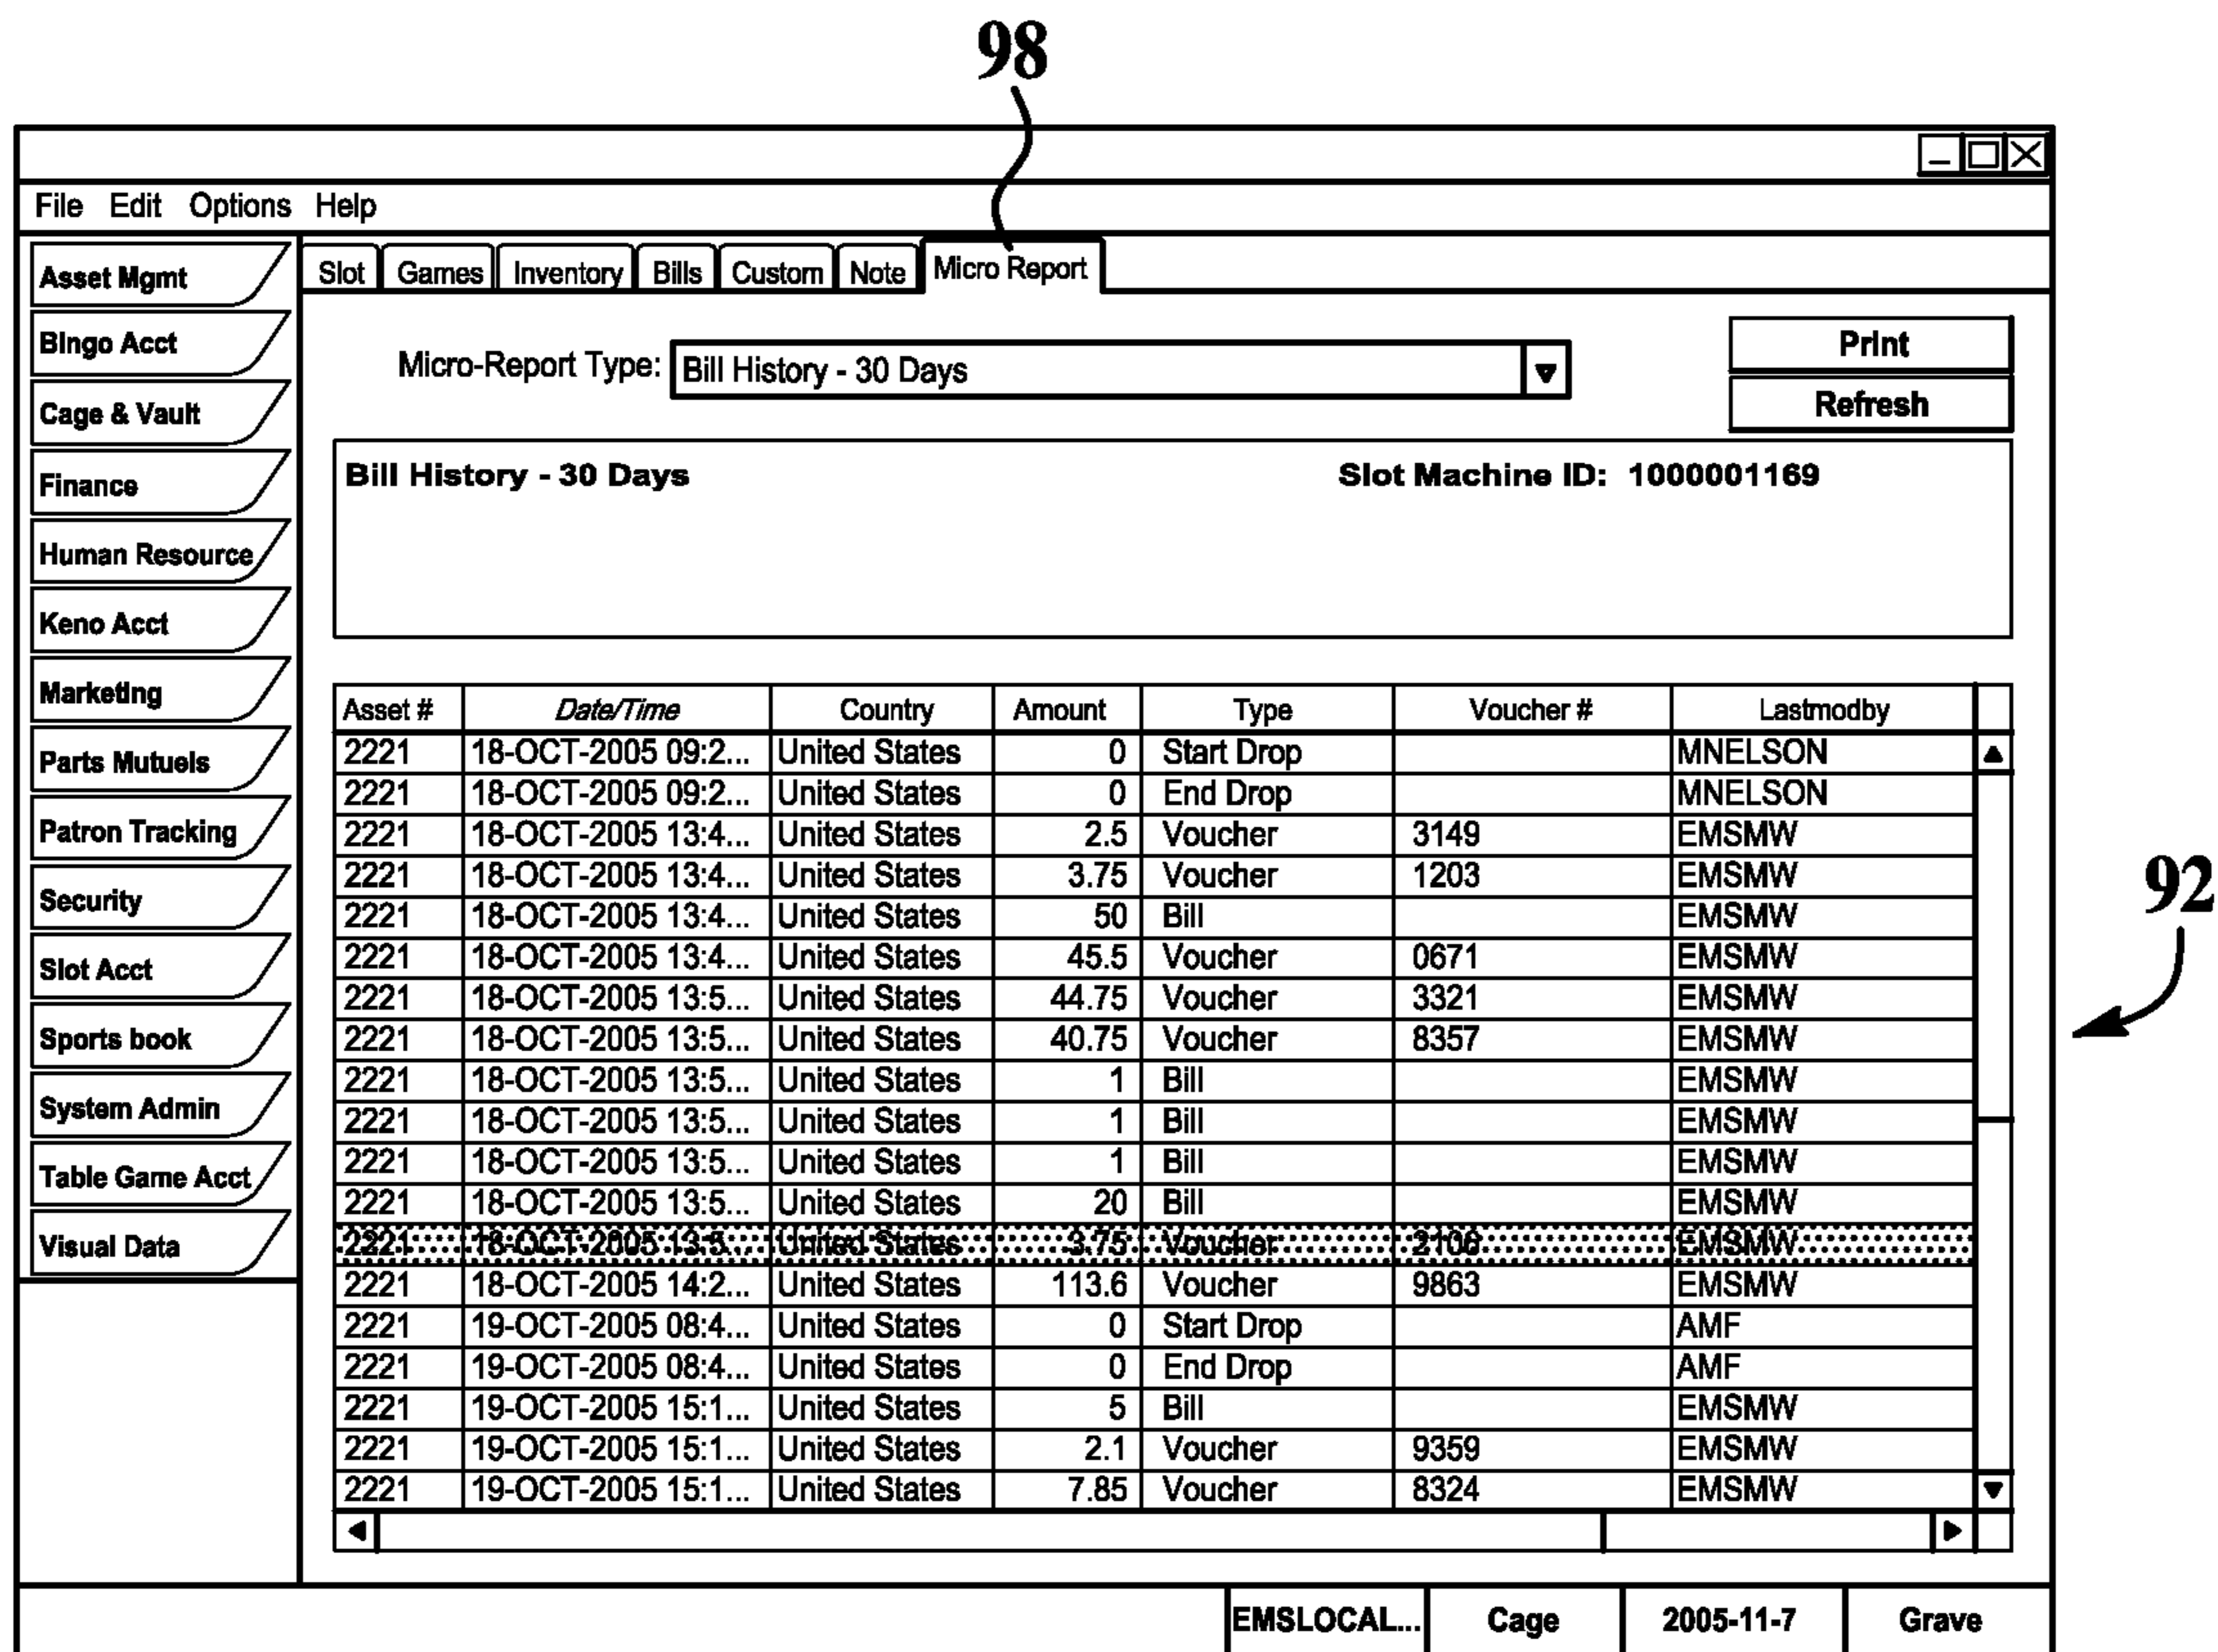 98
File Edit Options Help
Asset Mgmt
Bingo Acct
Cage & Vault
Finance
Human Resource
Keno Acct
Marketing
Parts Mutuels
Patron Tracking
Security
Slot Acct
Sports book
System Admin
Table Game Acct
Visual Data
Slot Games Inventory Bills Custom Note Micro Report
Micro-Report Type: Bill History - 30 Days
Print
Refresh
Bill History - 30 Days Slot Machine ID: 1000001169
Asset # Date/Time Country Amount Type Voucher # Lastmodby
2221 18-OCT-2005 09:2... United States 0 Start Drop MNELSON
2221 18-OCT-2005 09:2... United States 0 End Drop MNELSON
2221 18-OCT-2005 13:4... United States 2.5 Voucher 3149 EMSMW
2221 18-OCT-2005 13:4... United States 3.75 Voucher 1203 EMSMW
2221 18-OCT-2005 13:4... United States 50 Bill EMSMW
2221 18-OCT-2005 13:4... United States 45.5 Voucher 0671 EMSMW
2221 18-OCT-2005 13:5... United States 44.75 Voucher 3321 EMSMW
2221 18-OCT-2005 13:5... United States 40.75 Voucher 8357 EMSMW
2221 18-OCT-2005 13:5... United States 1 Bill EMSMW
2221 18-OCT-2005 13:5... United States 1 Bill EMSMW
2221 18-OCT-2005 13:5... United States 1 Bill EMSMW
2221 18-OCT-2005 13:5... United States 20 Bill EMSMW
2221 18-OCT-2005 13:5... United States 3.75 Voucher 2106 EMSMW
2221 18-OCT-2005 14:2... United States 113.6 Voucher 9863 EMSMW
2221 19-OCT-2005 08:4... United States 0 Start Drop AMF
2221 19-OCT-2005 08:4... United States 0 End Drop AMF
2221 19-OCT-2005 15:1... United States 5 Bill EMSMW
2221 19-OCT-2005 15:1... United States 2.1 Voucher 9359 EMSMW
2221 19-OCT-2005 15:1... United States 7.85 Voucher 8324 EMSMW
92
EMSLOCAL... Cage 2005-11-7 Grave